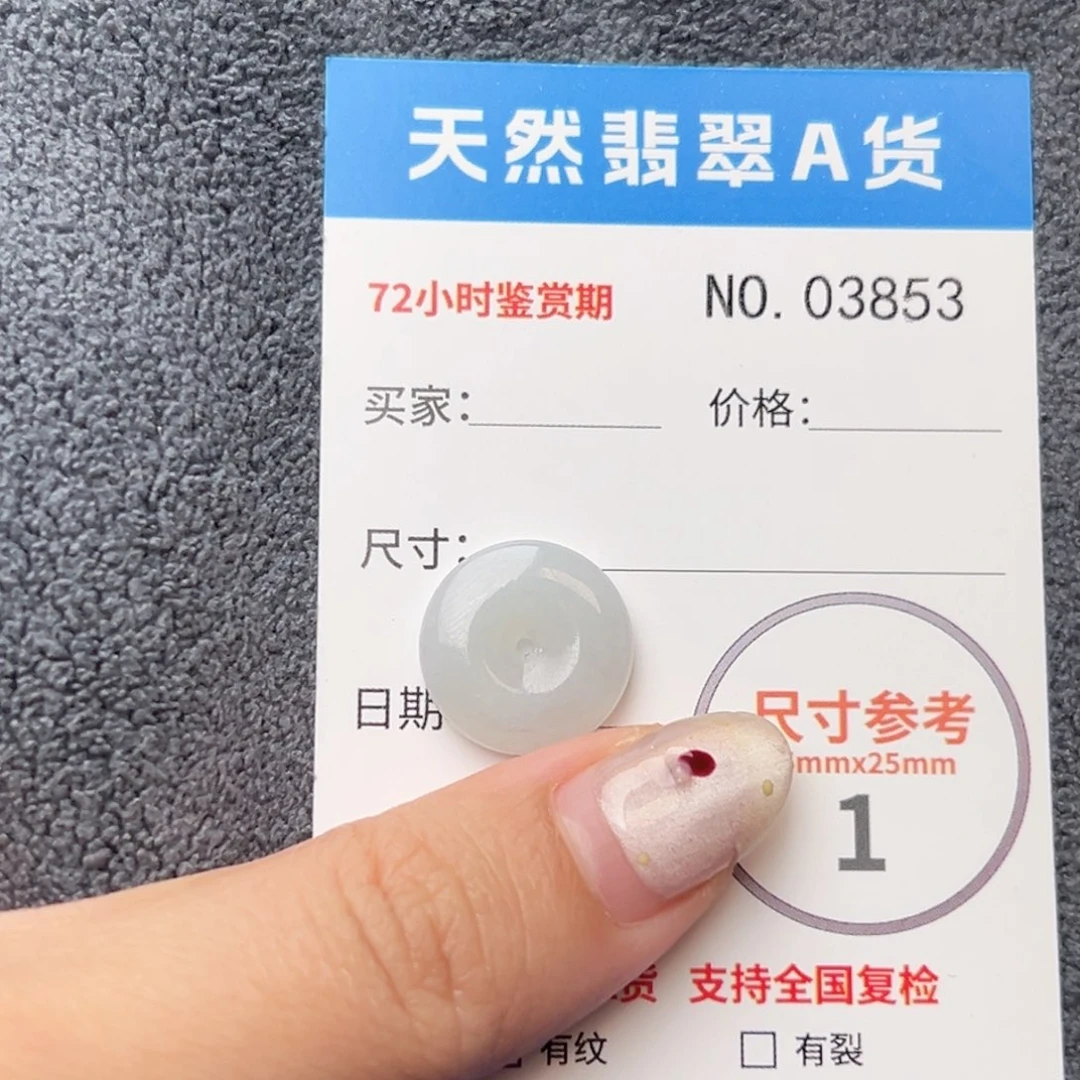 天然翡翠A货
72小时鉴赏期 NO. 03853
买家： 价格：
尺寸：
日期
尺寸参考
mmx25mm
1
货 支持全国复检
有纹 □ 有裂